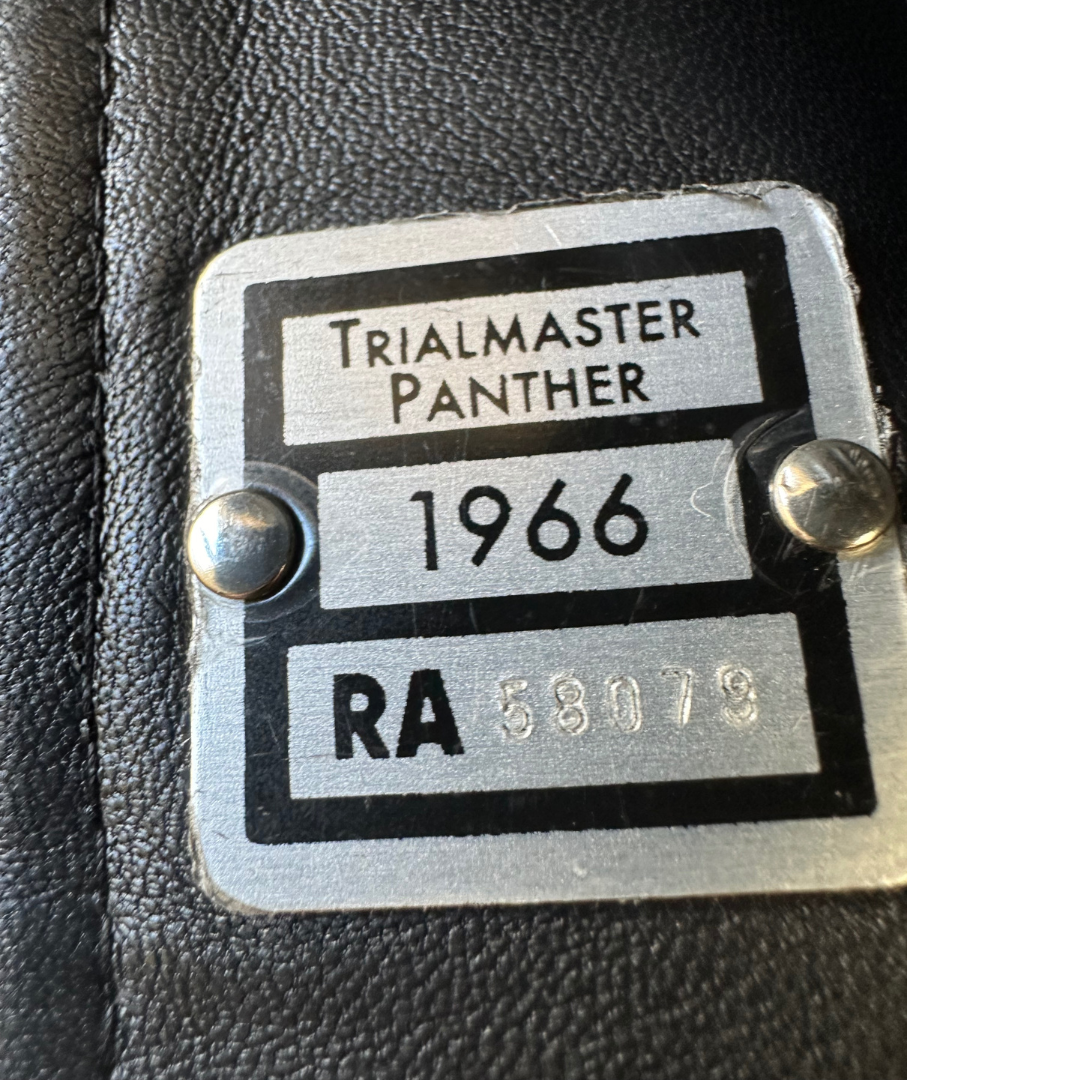 TRIALMASTER
PANTHER
1966
RA 58079